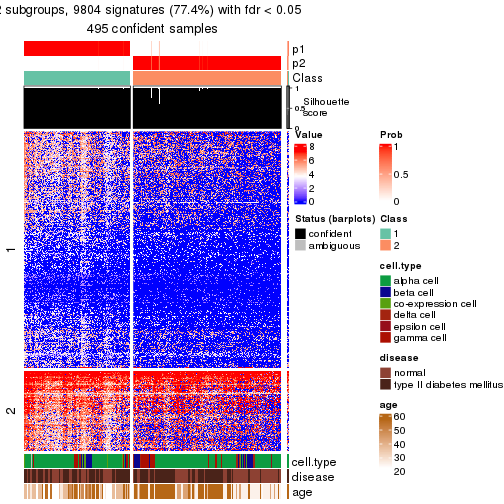 2 subgroups, 9804 signatures (77.4%) with fdr < 0.05
495 confident samples
p1
p2
Class
1
0.5
0
Silhouette
score
Value
8
6
4
2
0
Prob
1
0.5
0
Status (barplots)
confident
ambiguous
Class
1
2
cell.type
alpha cell
beta cell
co-expression cell
delta cell
epsilon cell
gamma cell
disease
normal
type II diabetes mellitus
age
60
50
40
30
20
1
2
cell.type
disease
age